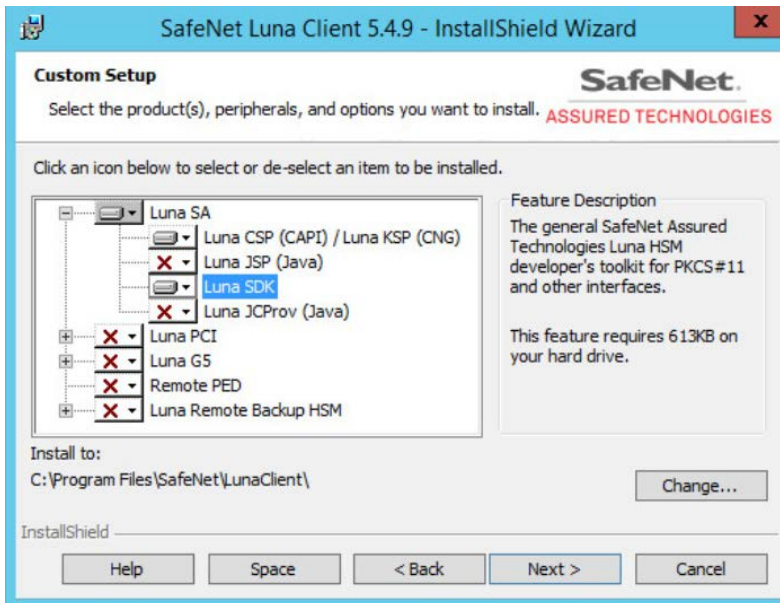 SafeNet Luna Client 5.4.9 - InstallShield Wizard
x
Custom Setup
Select the product(s), peripherals, and options you want to install.
SafeNet.
ASSURED TECHNOLOGIES
Click an icon below to select or de-select an item to be installed.
Luna SA
Luna CSP (CAPI) / Luna KSP (CNG)
Luna JSP (Java)
Luna SDK
Luna JCProv (Java)
Luna PCI
Luna G5
Remote PED
Luna Remote Backup HSM
Feature Description
The general SafeNet Assured
Technologies Luna HSM
developer's toolkit for PKCS#11
and other interfaces.
This feature requires 613KB on
your hard drive.
Install to:
C:\Program Files\SafeNet\LunaClient\
Change...
InstallShield
Help
Space
< Back
Next >
Cancel